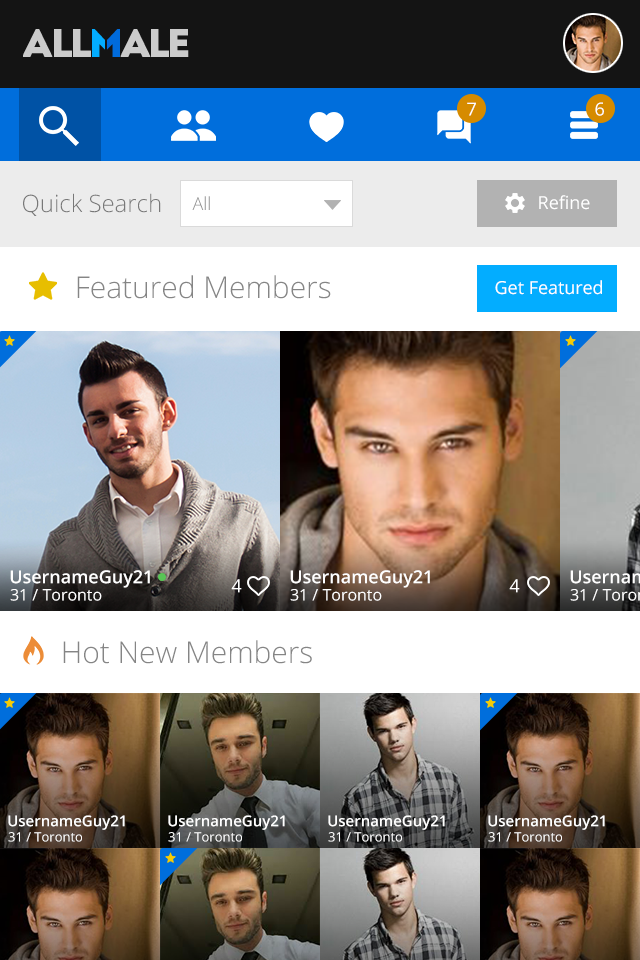 ALLMALE
7
6
Quick Search
All
Refine
Featured Members
Get Featured
UsernameGuy21
31 / Toronto
4
UsernameGuy21
31 / Toronto
4
Usernam
31 / Toron
Hot New Members
UsernameGuy21
31 / Toronto
UsernameGuy21
31 / Toronto
UsernameGuy21
31 / Toronto
UsernameGuy21
31 / Toronto